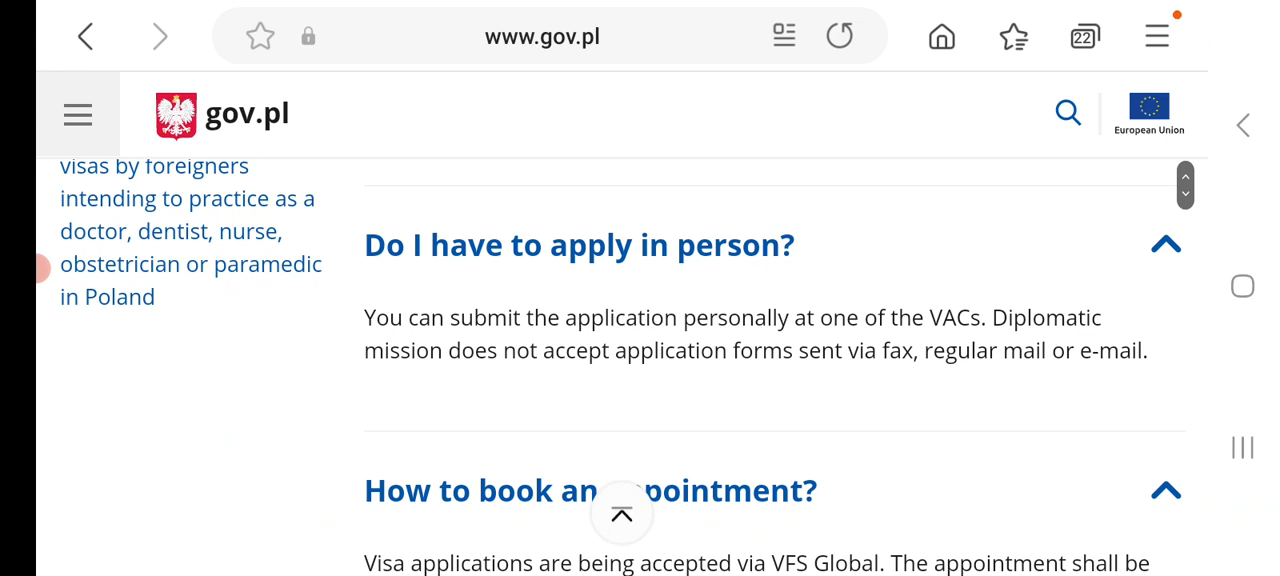 www.gov.pl
22
gov.pl
European Union
visas by foreigners
intending to practice as a
doctor, dentist, nurse,
obstetrician or paramedic
in Poland
Do I have to apply in person?
You can submit the application personally at one of the VACs. Diplomatic
mission does not accept application forms sent via fax, regular mail or e-mail.
How to book an pointment?
Visa applications are being accepted via VFS Global. The appointment shall be